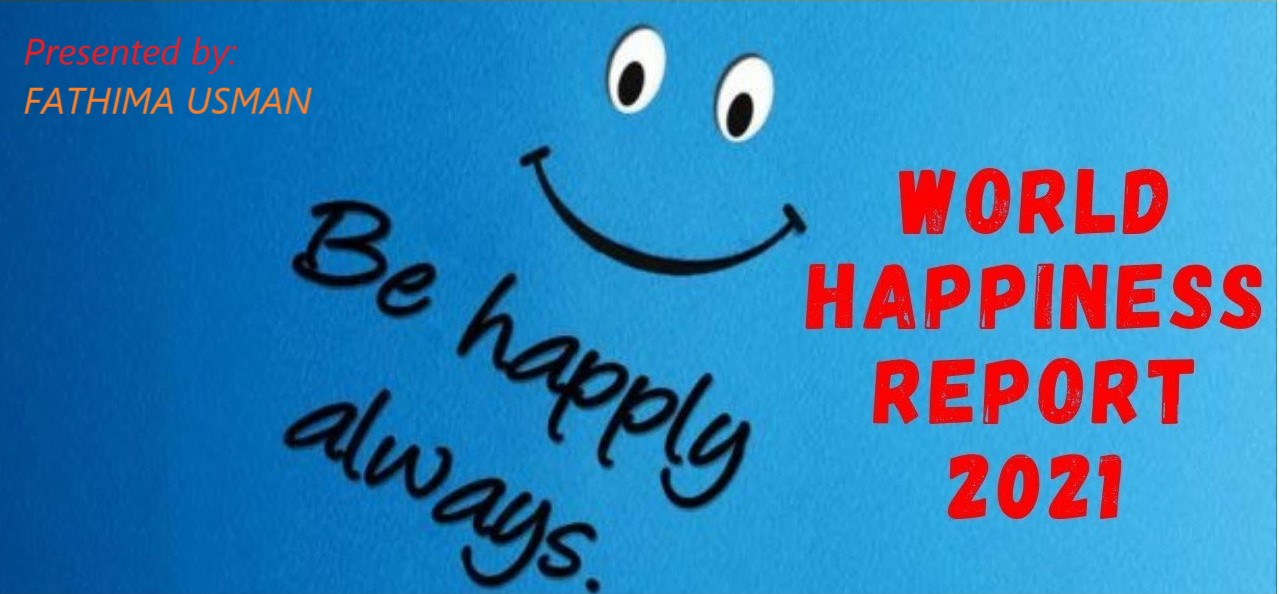 Presented by:
FATHIMA USMAN
Be happly
always.
WORLD
HAPPINESS
REPORT
2021